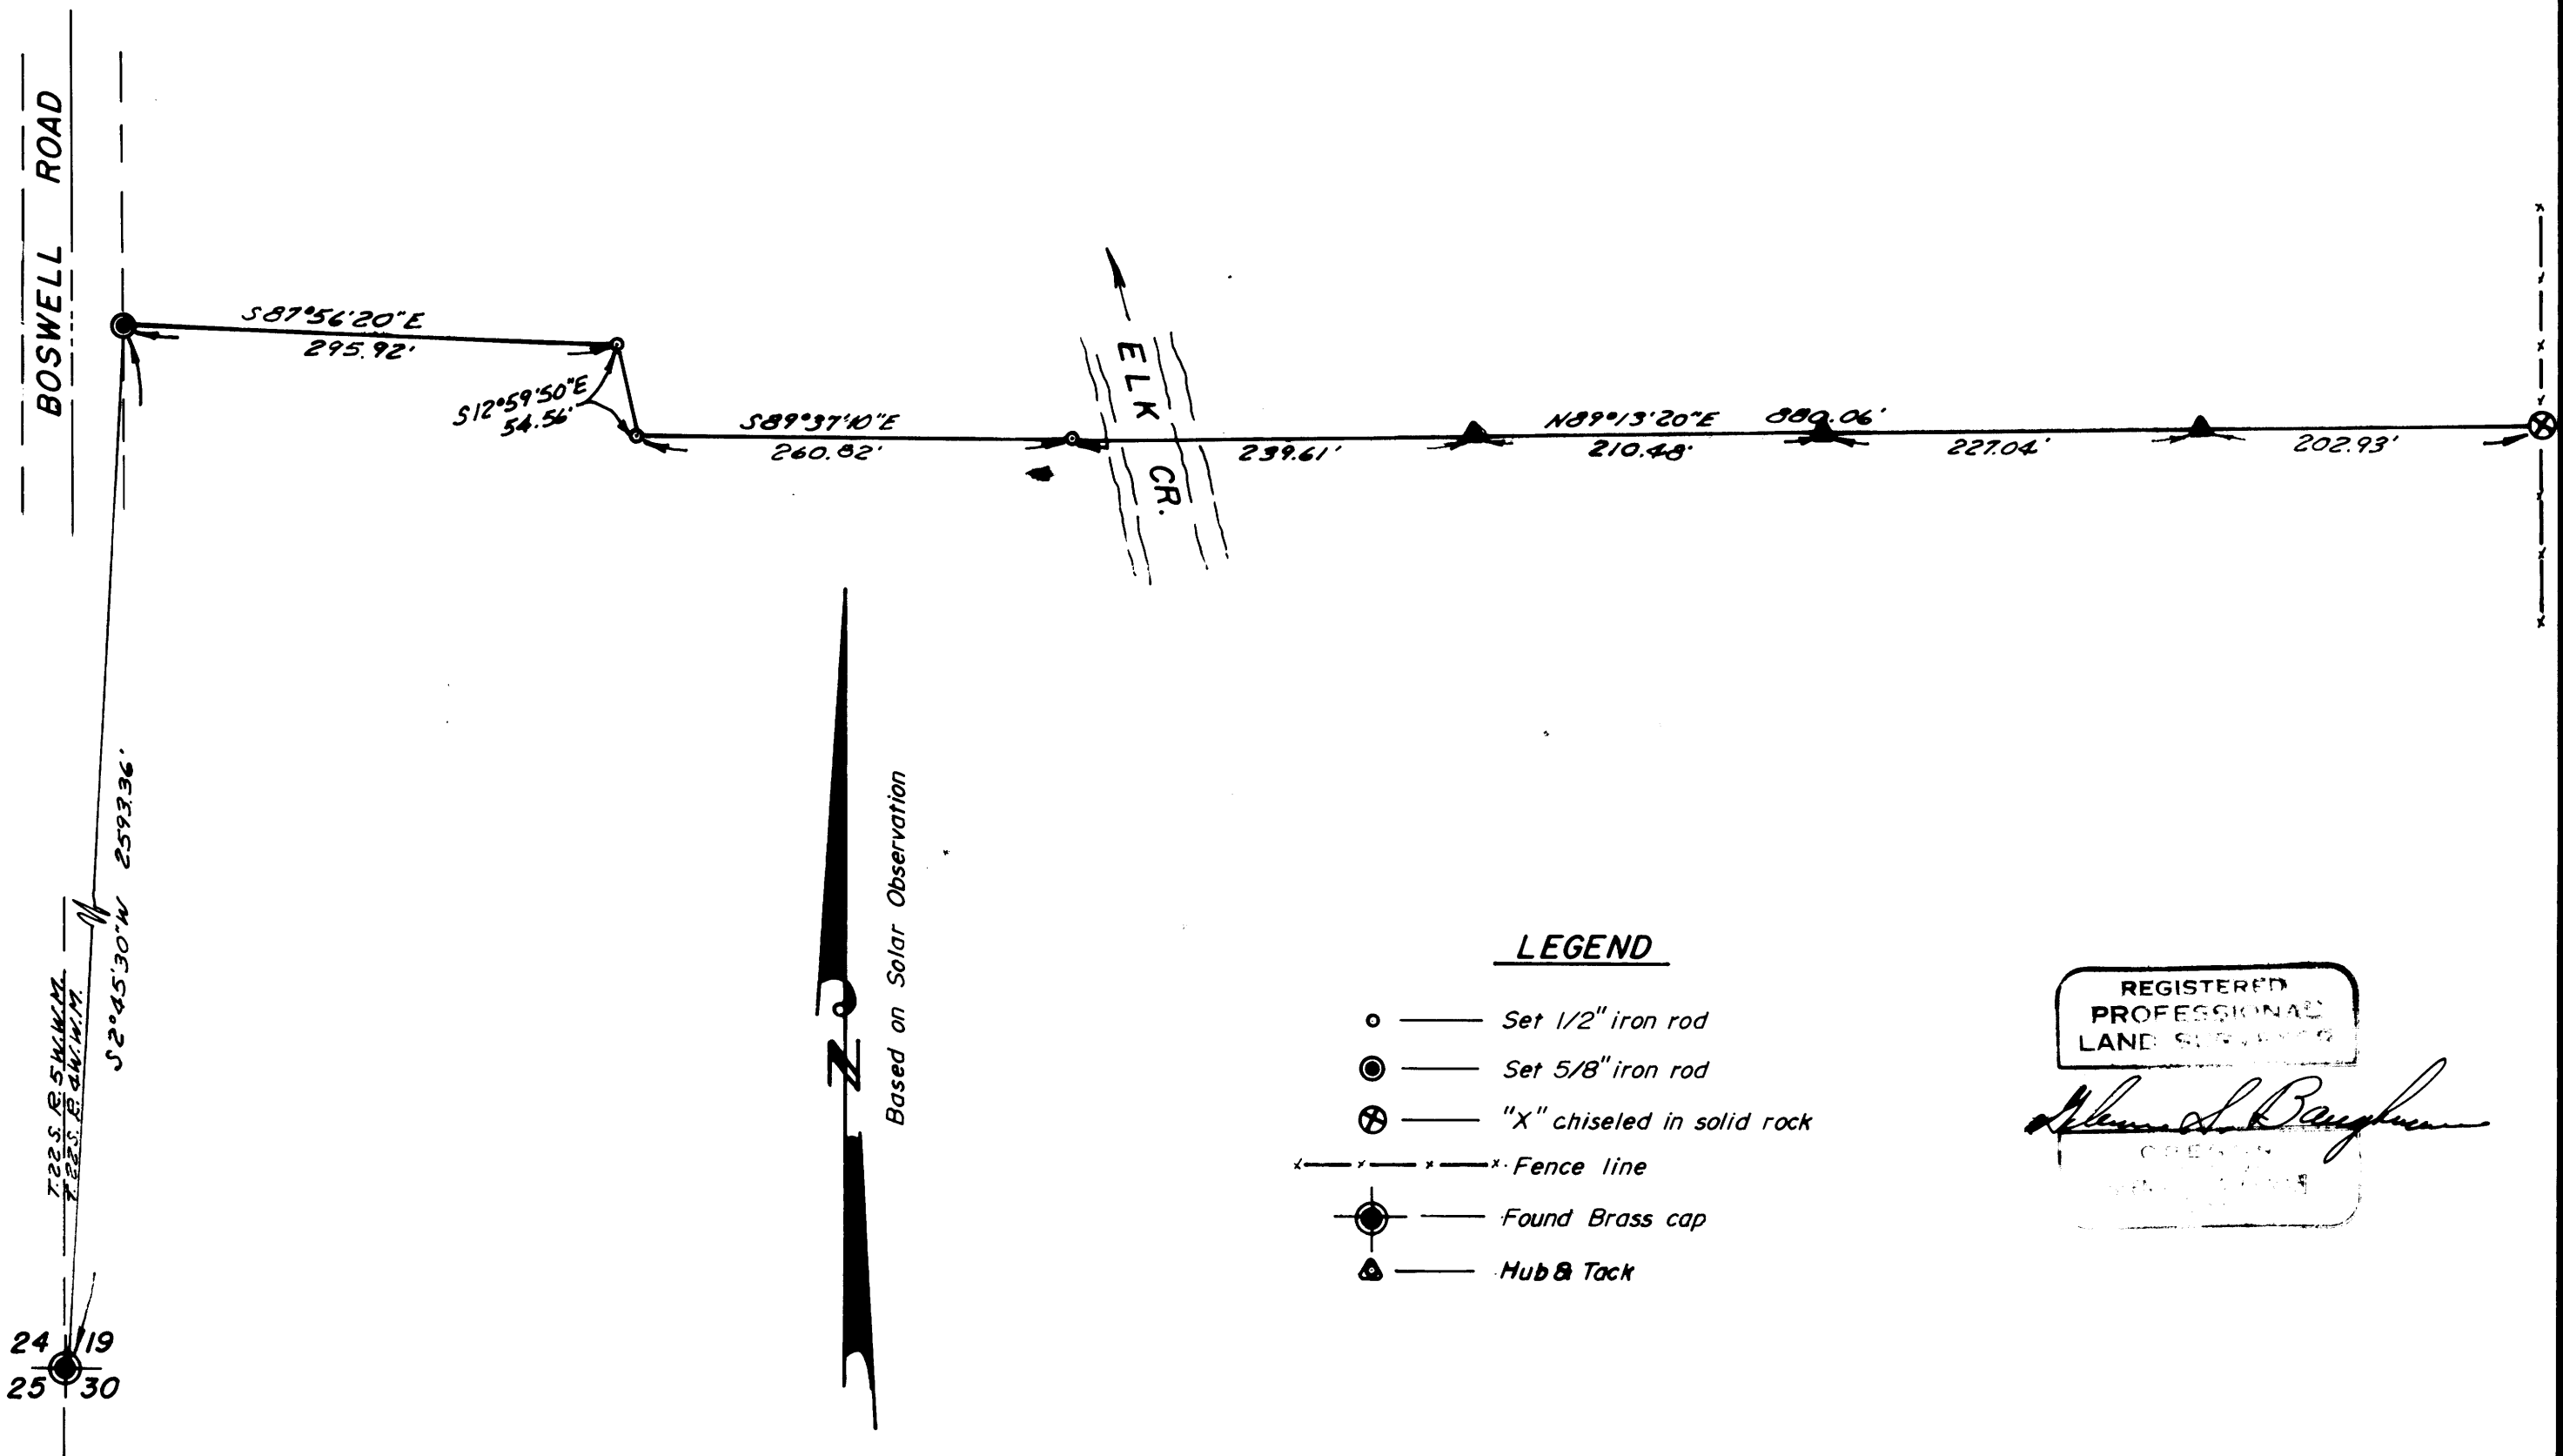 BOSWELL ROAD
S87°56'20"E
295.92'
S12°59'50"E
54.56'
S89°37'10"E
260.82'
ELK CR.
239.61'
N89°13'20"E 880.06'
210.48'
227.04'
202.93'
S2°45'30"W 2593.36'
T.22S. R.5W.W.M.
T.22S. R.4W.W.M.
24 19
25 30
N
Based on Solar Observation
LEGEND
Set 1/2" iron rod
Set 5/8" iron rod
"X" chiseled in solid rock
Fence line
Found Brass cap
Hub & Tack
REGISTERED
PROFESSIONAL
LAND SURVEYOR
OREGON